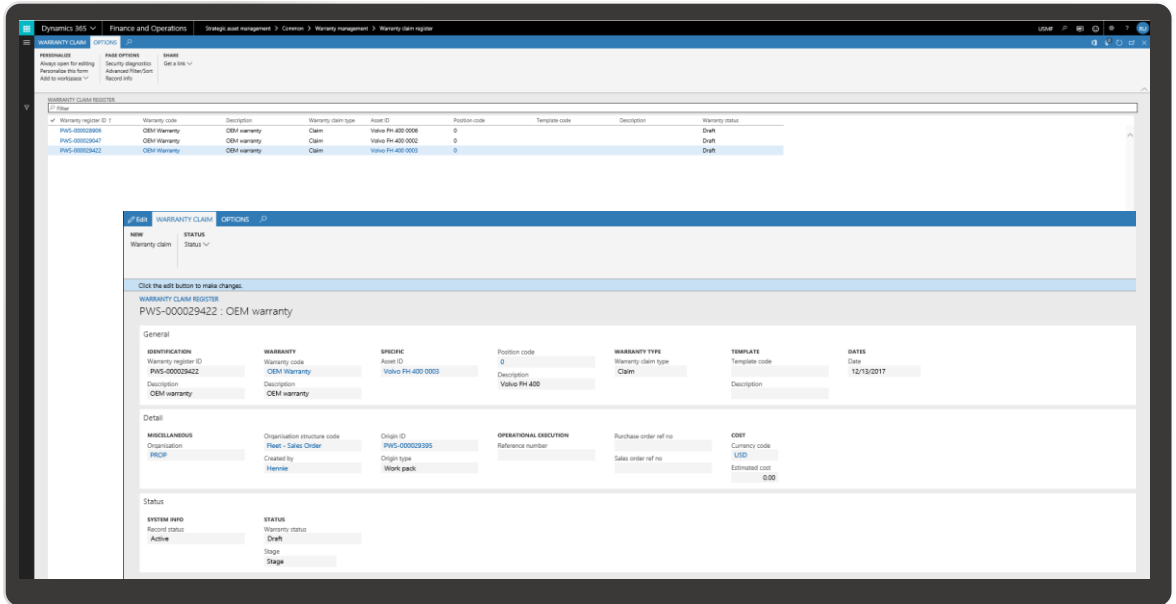 Dynamics 365 Finance and Operations Strategic asset management > Common > Warranty management > Warranty claim register USMF ? RU
WARRANTY CLAIM OPTIONS
PERSONALIZE PAGE OPTIONS SHARE
Always open for editing Security diagnostics Get a link
Personalize this form Advanced Filter/Sort
Add to workspace Record info
WARRANTY CLAIM REGISTER
Filter
Warranty register ID ↑ Warranty code Description Warranty claim type Asset ID Position code Template code Description Warranty status
PWS-000028906 OEM Warranty OEM warranty Claim Volvo FH 400 0006 0 Draft
PWS-000029047 OEM Warranty OEM warranty Claim Volvo FH 400 0002 0 Draft
PWS-000029422 OEM Warranty OEM warranty Claim Volvo FH 400 0003 0 Draft
Edit WARRANTY CLAIM OPTIONS
NEW STATUS
Warranty claim Status
Click the edit button to make changes.
WARRANTY CLAIM REGISTER
PWS-000029422 : OEM warranty
General
IDENTIFICATION WARRANTY SPECIFIC Position code WARRANTY TYPE TEMPLATE DATES
Warranty register ID Warranty code Asset ID 0 Warranty claim type Template code Date
PWS-000029422 OEM Warranty Volvo FH 400 0003 Claim 12/13/2017
Description Description Description Description
OEM warranty OEM warranty Volvo FH 400
Detail
MISCELLANEOUS Organisation structure code Origin ID OPERATIONAL EXECUTION Purchase order ref no COST
Organisation Fleet - Sales Order PWS-000029395 Reference number Currency code
PROP Created by Origin type Sales order ref no USD
Hennie Work pack Estimated cost
0.00
Status
SYSTEM INFO STATUS
Record status Warranty status
Active Draft
Stage
Stage